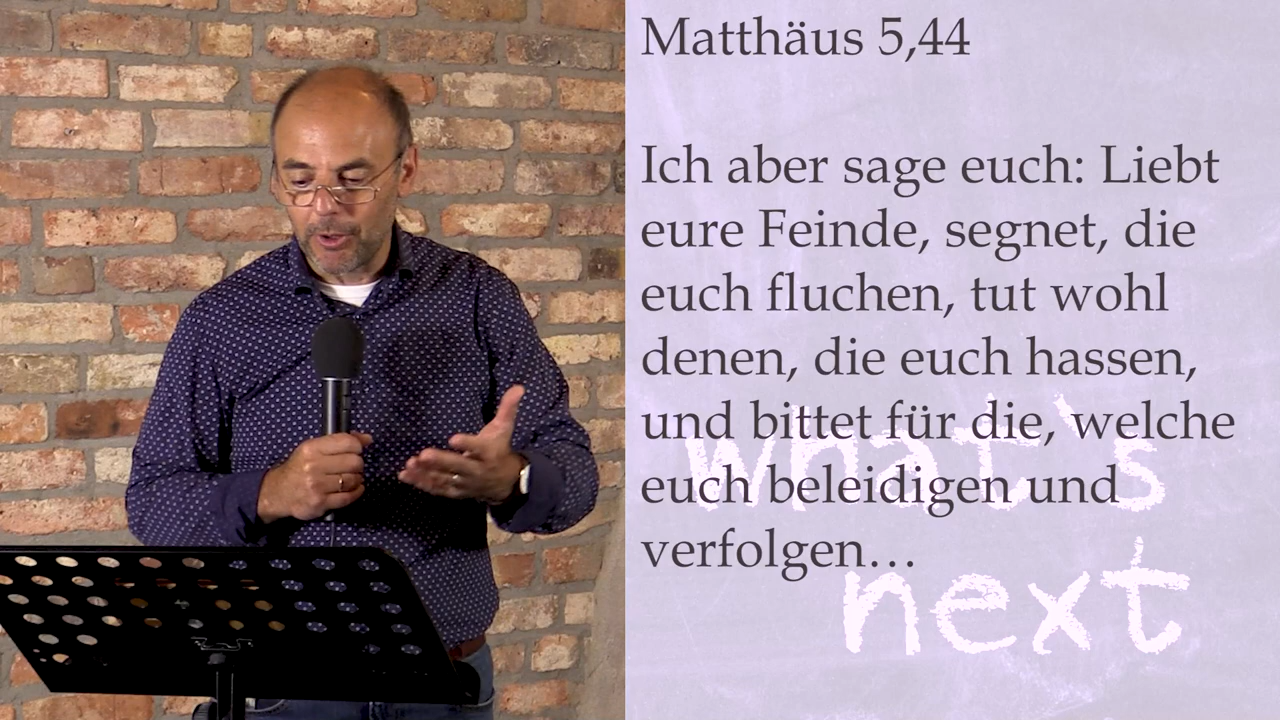 Matthäus 5,44
Ich aber sage euch: Liebt
eure Feinde, segnet, die
euch fluchen, tut wohl
denen, die euch hassen,
und bittet für die, welche
euch beleidigen und
verfolgen…
what's
next